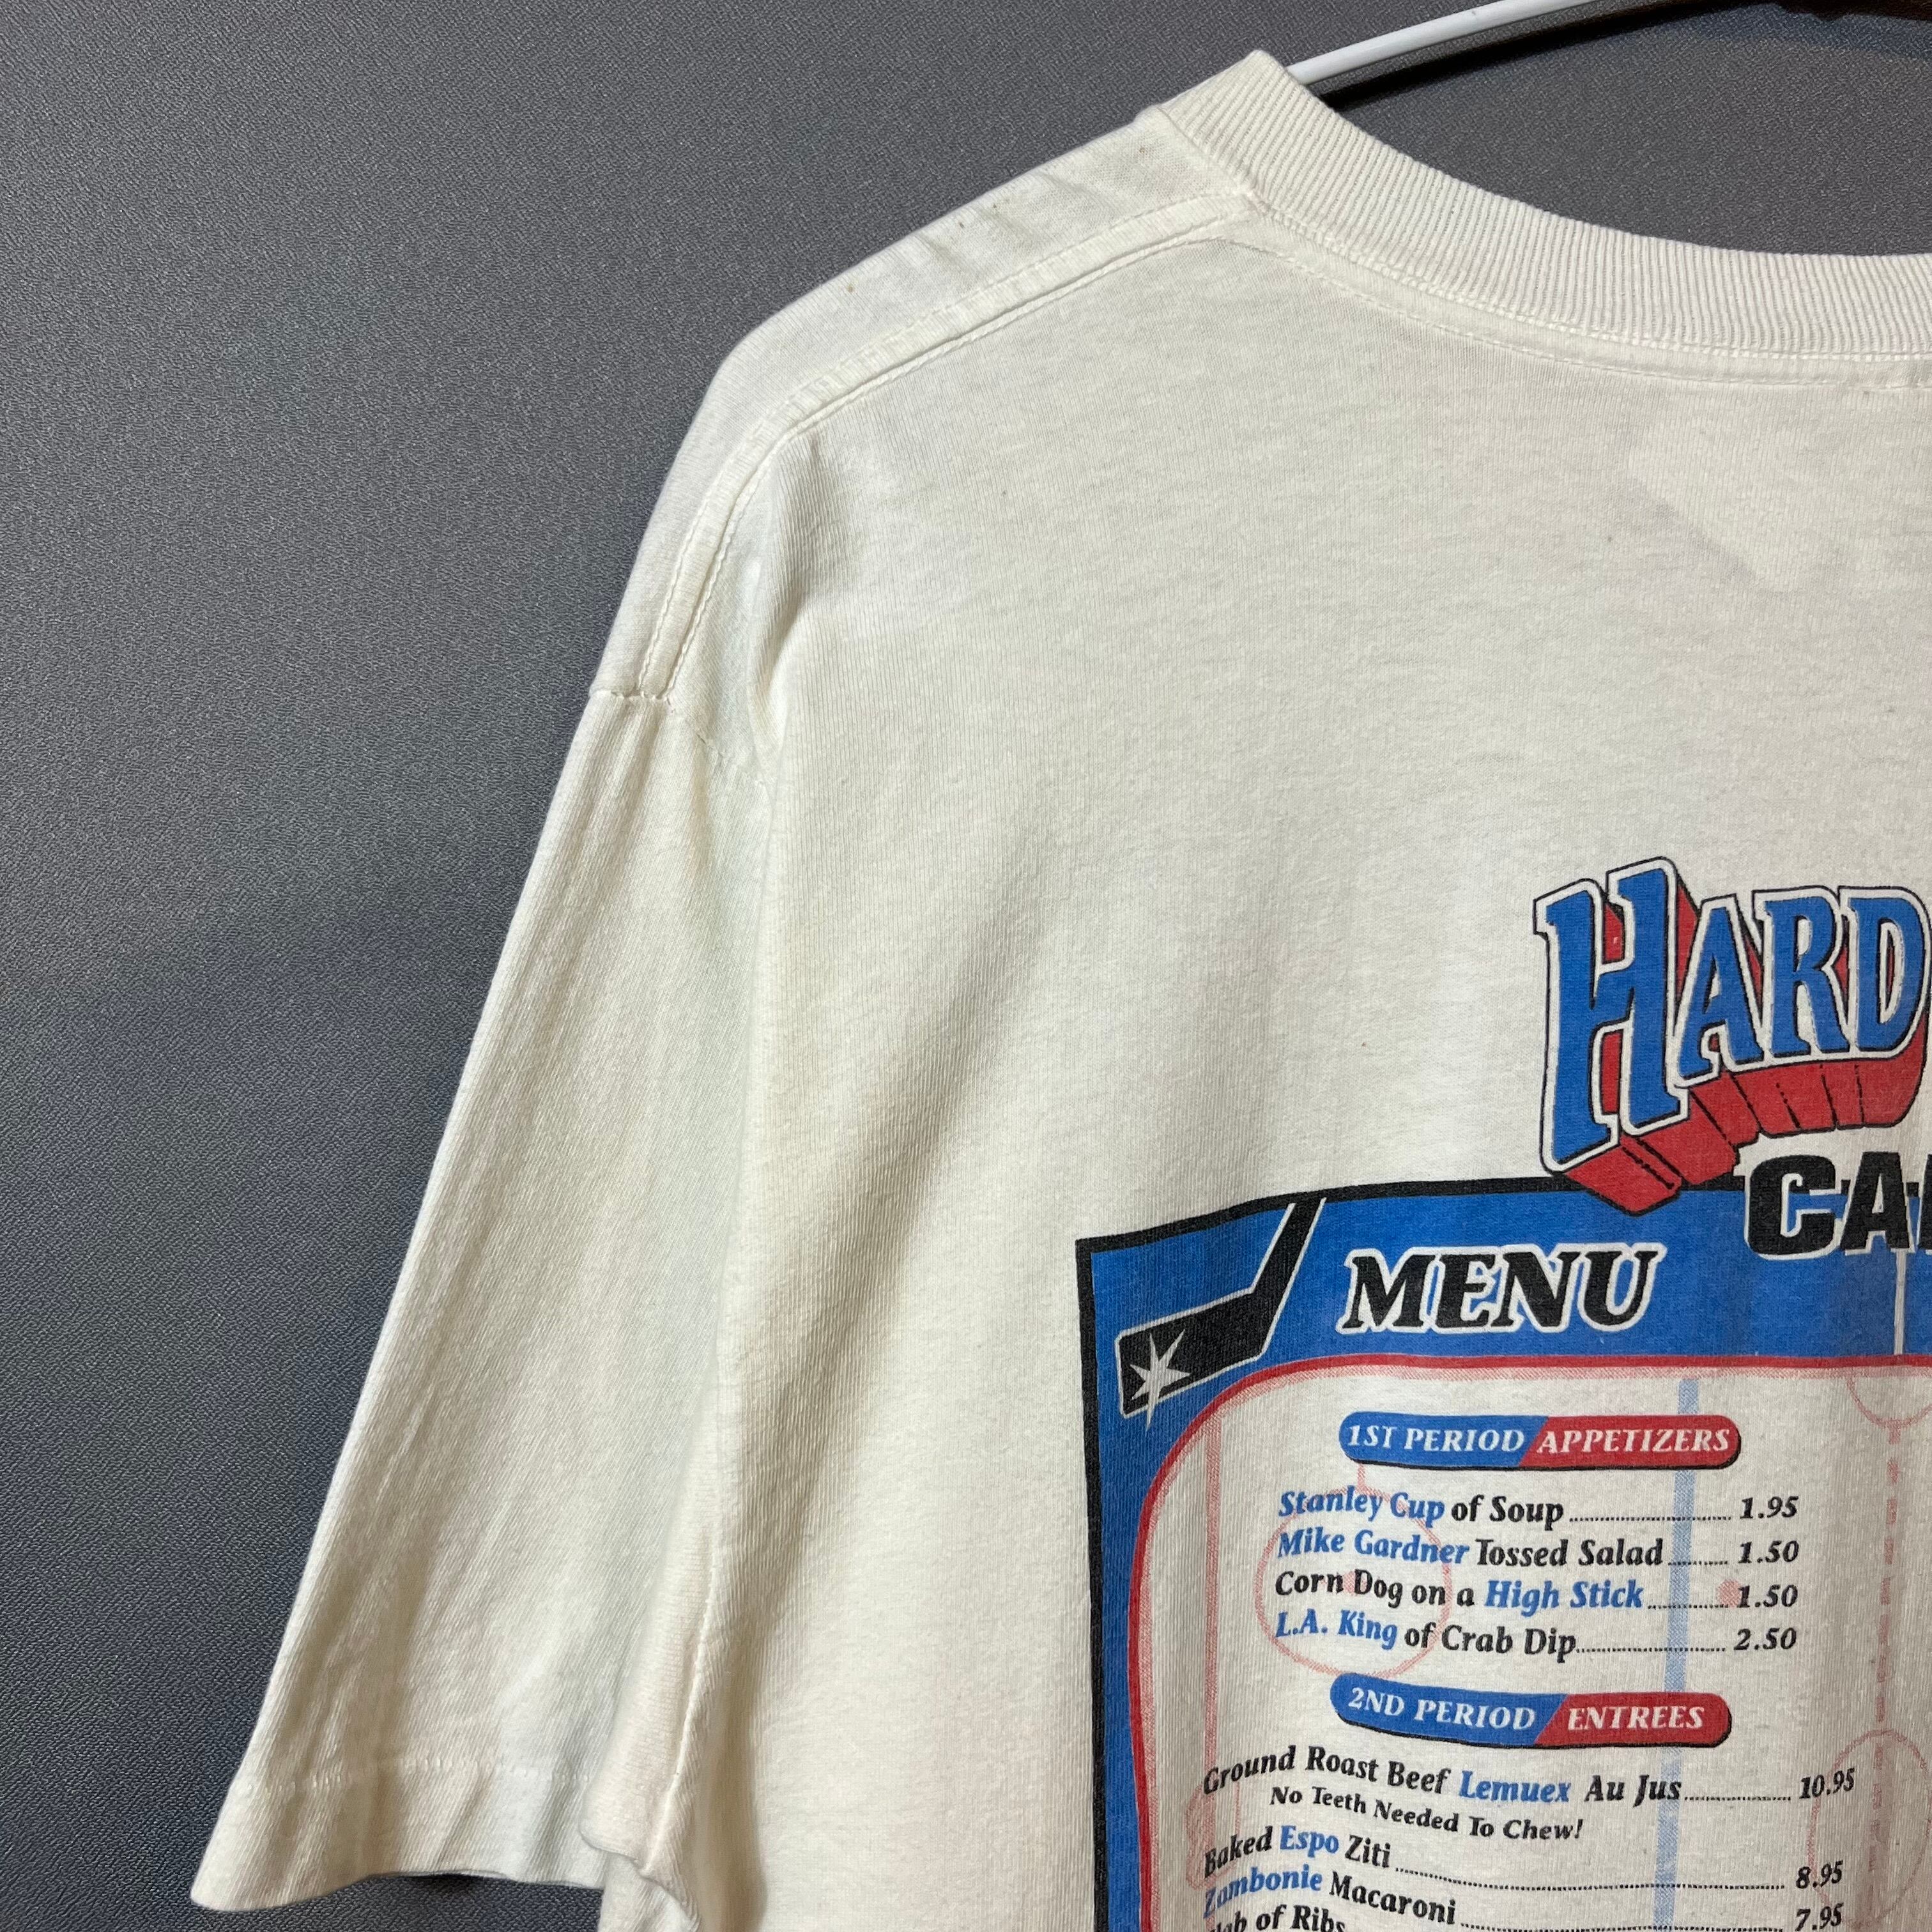 HARD
MENU
1ST PERIOD APPETIZERS
Stanley Cup of Soup 1.95
Mike Gardner Tossed Salad 1.50
Corn Dog on a High Stick 1.50
L.A. King of Crab Dip 2.50
2ND PERIOD ENTREES
Ground Roast Beef Lemuex Au Jus 10.95
No Teeth Needed To Chew!
Baked Espo Ziti 8.95
Zambonie Macaroni 7.95
of Ribs